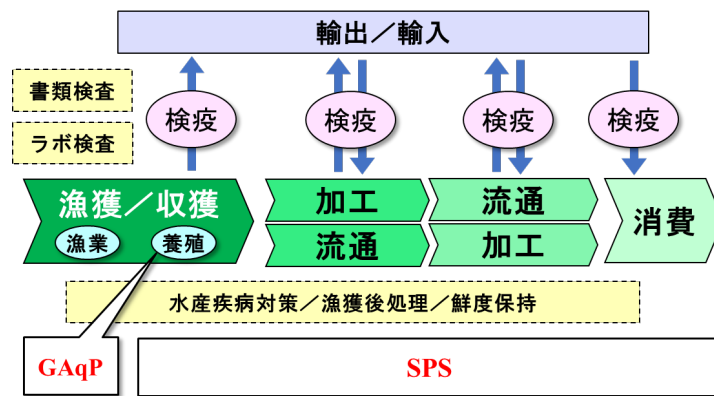 輸出／輸入
書類検査
ラボ検査
検疫
検疫
検疫
検疫
漁獲／収獲
漁業
養殖
加工
流通
流通
加工
消費
水産疾病対策／漁獲後処理／鮮度保持
GAqP
SPS